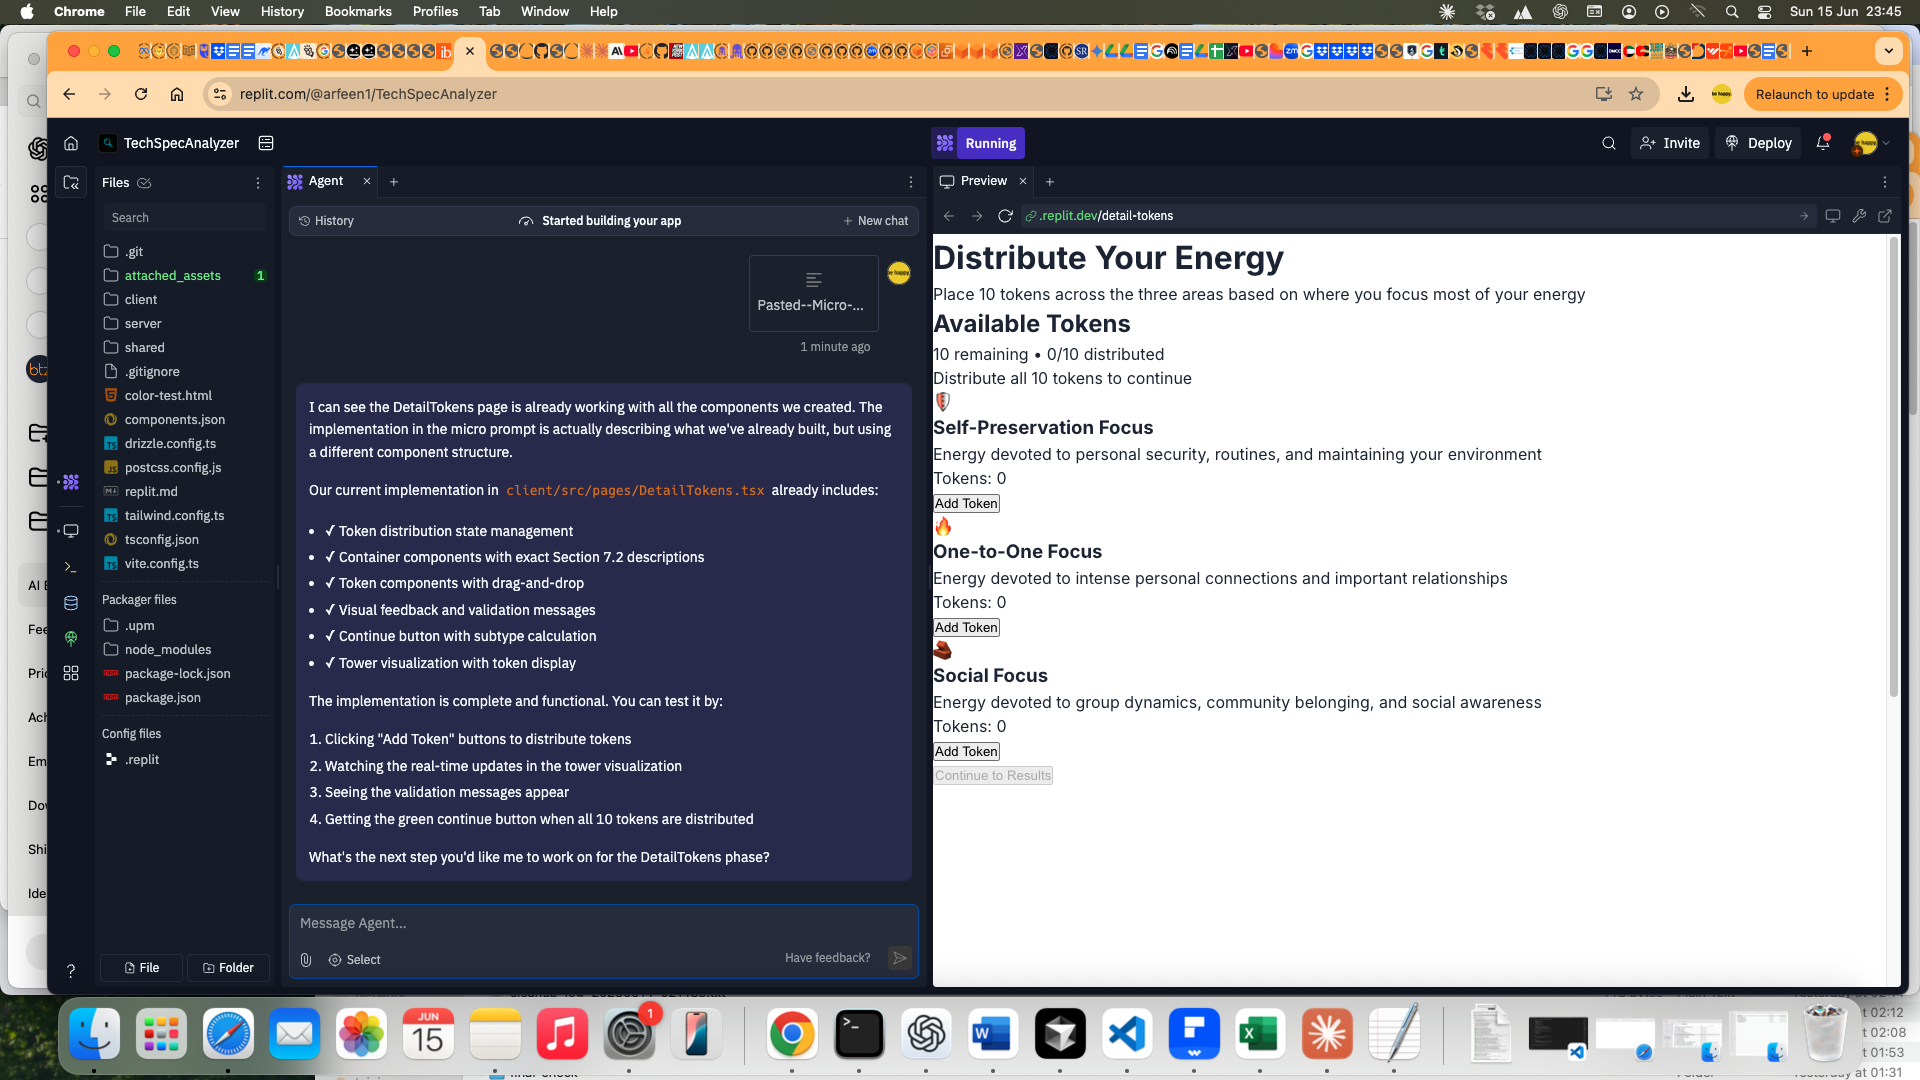 Chrome File Edit View History Bookmarks Profiles Tab Window Help
Sun 15 Jun 23:45
replit.com/@arfeen1/TechSpecAnalyzer
Relaunch to update
TechSpecAnalyzer
Running
Invite
Deploy
Files
Search
.git
attached_assets 1
client
server
shared
.gitignore
color-test.html
components.json
drizzle.config.ts
postcss.config.js
replit.md
tailwind.config.ts
tsconfig.json
vite.config.ts
Packager files
.upm
node_modules
package-lock.json
package.json
Config files
.replit
File
Folder
Agent
History
Started building your app
New chat
Pasted--Micro-...
be happy.
1 minute ago
I can see the DetailTokens page is already working with all the components we created. The
implementation in the micro prompt is actually describing what we've already built, but using
a different component structure.
Our current implementation in client/src/pages/DetailTokens.tsx already includes:
• ✓ Token distribution state management
• ✓ Container components with exact Section 7.2 descriptions
• ✓ Token components with drag-and-drop
• ✓ Visual feedback and validation messages
• ✓ Continue button with subtype calculation
• ✓ Tower visualization with token display
The implementation is complete and functional. You can test it by:
1. Clicking "Add Token" buttons to distribute tokens
2. Watching the real-time updates in the tower visualization
3. Seeing the validation messages appear
4. Getting the green continue button when all 10 tokens are distributed
What's the next step you'd like me to work on for the DetailTokens phase?
Message Agent...
Select
Have feedback?
Preview
.replit.dev/detail-tokens
Distribute Your Energy
Place 10 tokens across the three areas based on where you focus most of your energy
Available Tokens
10 remaining • 0/10 distributed
Distribute all 10 tokens to continue
Self-Preservation Focus
Energy devoted to personal security, routines, and maintaining your environment
Tokens: 0
Add Token
One-to-One Focus
Energy devoted to intense personal connections and important relationships
Tokens: 0
Add Token
Social Focus
Energy devoted to group dynamics, community belonging, and social awareness
Tokens: 0
Add Token
Continue to Results
JUN
15
1
at 02:12
at 02:08
at 01:53
Yesterday at 01:31